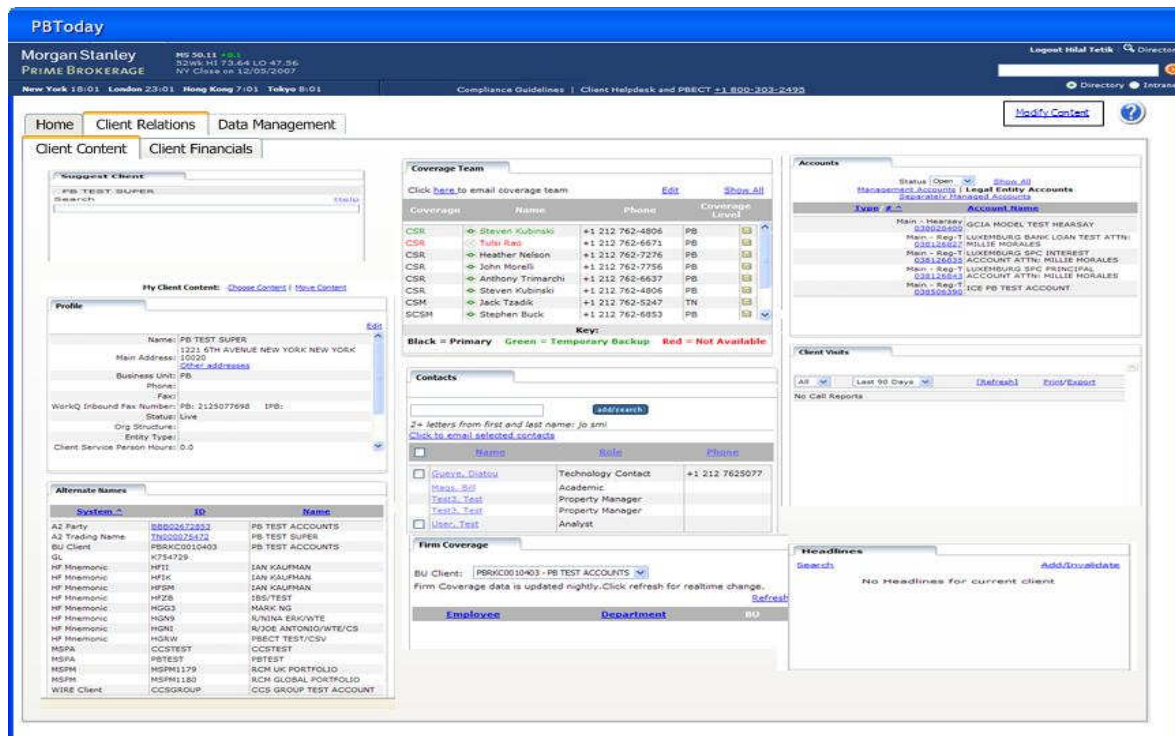 PBToday
Morgan Stanley
PRIME BROKERAGE
MS 50.11 +0.1
52Wk HI 73.64 LO 47.56
NY Close on 12/05/2007
Logout Hilal Tetik Director
New York 18:01 London 23:01 Hong Kong 7:01 Tokyo 8:01
Compliance Guidelines | Client Helpdesk and PBECT +1 800-303-2495
Directory Intrane
Home Client Relations Data Management
Modify Content
?
Client Content Client Financials
Suggest Client
PB TEST SUPER
Search Help
My Client Content: Choose Content | Move Content
Profile
Edit
Name: PB TEST SUPER
Main Address: 1221 6TH AVENUE NEW YORK NEW YORK
10020
Other addresses
Business Unit: PB
Phone:
Fax:
WorkQ Inbound Fax Number: PB: 2125077698 IPB:
Status: Live
Org Structure:
Entity Type:
Client Service Person Hours: 0.0
Alternate Names
System ^ ID Name
A2 Party BBB02672853 PB TEST ACCOUNTS
A2 Trading Name TN000075472 PB TEST SUPER
BU Client PBRKC0010403 PB TEST ACCOUNTS
GL K754729
HF Mnemonic HFII IAN KAUFMAN
HF Mnemonic HFIK IAN KAUFMAN
HF Mnemonic HFSM IAN KAUFMAN
HF Mnemonic HFZB IBS/TEST
HF Mnemonic HGG3 MARK NG
HF Mnemonic HGN9 R/NINA ERK/WTE
HF Mnemonic HGNI R/JOE ANTONIO/WTE/CS
HF Mnemonic HGRW PBECT TEST/CSV
MSPA CCSTEST CCSTEST
MSPA PBTEST PBTEST
MSPM MSPM1179 RCM UK PORTFOLIO
MSPM MSPM1180 RCM GLOBAL PORTFOLIO
WIRE Client CCSGROUP CCS GROUP TEST ACCOUNT
Coverage Team
Click here to email coverage team Edit Show All
Coverage Name Phone Coverage Level
CSR Steven Kubinski +1 212 762-4806 PB
CSR Tulsi Rao +1 212 762-6671 PB
CSR Heather Nelson +1 212 762-7276 PB
CSR John Morelli +1 212 762-7756 PB
CSR Anthony Trimarchi +1 212 762-6637 PB
CSR Steven Kubinski +1 212 762-4806 PB
CSM Jack Tzadik +1 212 762-5247 TN
SCSM Stephen Buck +1 212 762-6853 PB
Key:
Black = Primary Green = Temporary Backup Red = Not Available
Contacts
add/search
2+ letters from first and last name: jo smi
Click to email selected contacts
Name Role Phone
Gueye, Diatou Technology Contact +1 212 7625077
Mags, Bill Academic
Test2, Test Property Manager
Test3, Test Property Manager
User, Test Analyst
Firm Coverage
BU Client: PBRKC0010403 - PB TEST ACCOUNTS
Firm Coverage data is updated nightly.Click refresh for realtime change.
Refresh
Employee Department BU
Accounts
Status Open Show All
Management Accounts | Legal Entity Accounts
Separately Managed Accounts
Type # ^ Account Name
Main - Hearsay 038020409 GCIA MODEL TEST HEARSAY
Main - Reg-T 038126827 LUXEMBURG BANK LOAN TEST ATTN: MILLIE MORALES
Main - Reg-T 038126835 LUXEMBURG SPC INTEREST ACCOUNT ATTN: MILLIE MORALES
Main - Reg-T 038126843 LUXEMBURG SPC PRINCIPAL ACCOUNT ATTN: MILLIE MORALES
Main - Reg-T 038506390 ICE PB TEST ACCOUNT
Client Visits
All Last 90 Days [Refresh] Print/Export
No Call Reports
Headlines
Search Add/Invalidate
No Headlines for current client